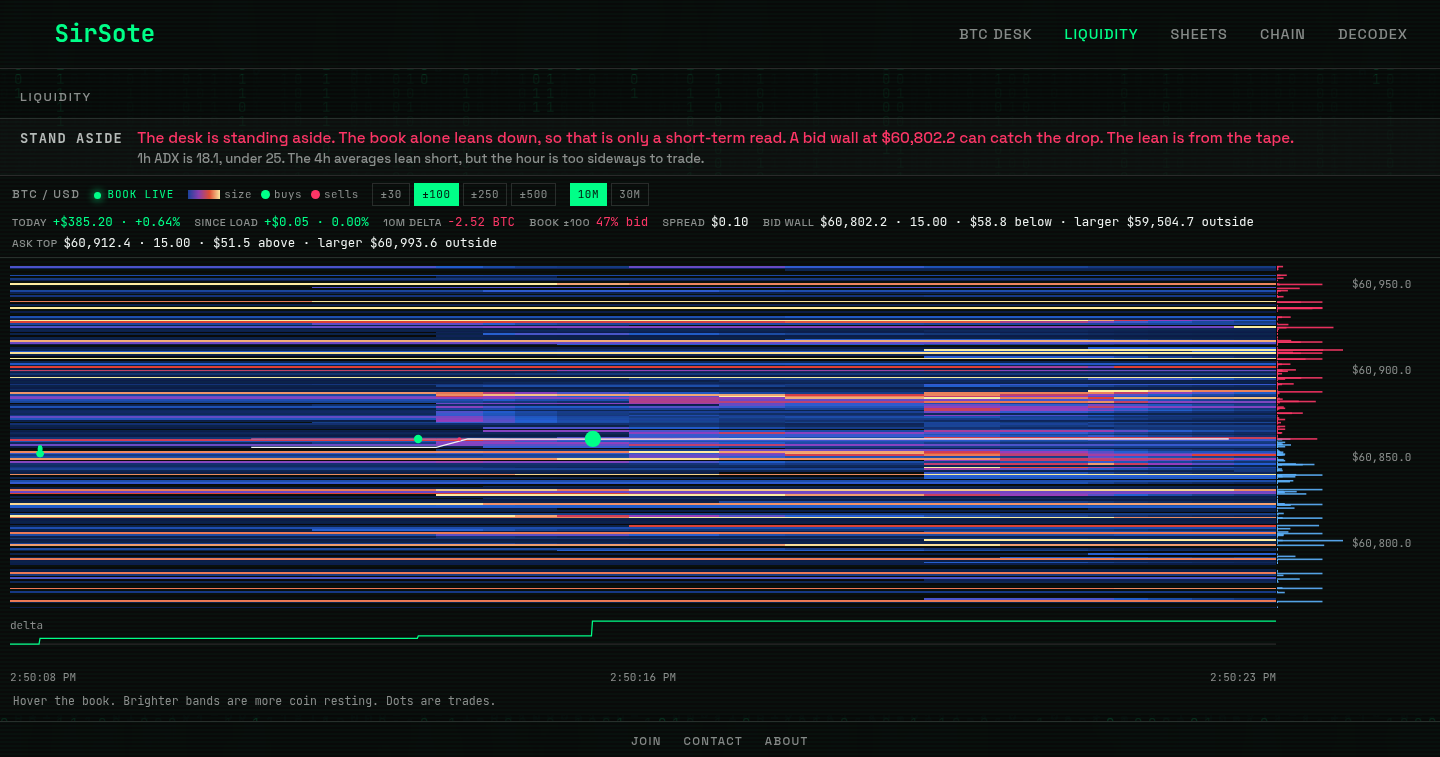 SirSote
BTC DESK LIQUIDITY SHEETS CHAIN DECODEX
LIQUIDITY
STAND ASIDE The desk is standing aside. The book alone leans down, so that is only a short-term read. A bid wall at $60,802.2 can catch the drop. The lean is from the tape.
1h ADX is 18.1, under 25. The 4h averages lean short, but the hour is too sideways to trade.
BTC / USD BOOK LIVE size buys sells ±30 ±100 ±250 ±500 10M 30M
TODAY +$385.20 · +0.64% SINCE LOAD +$0.05 · 0.00% 10M DELTA -2.52 BTC BOOK ±100 47% bid SPREAD $0.10 BID WALL $60,802.2 · 15.00 · $58.8 below · larger $59,504.7 outside
ASK TOP $60,912.4 · 15.00 · $51.5 above · larger $60,993.6 outside
$60,950.0
$60,900.0
$60,850.0
$60,800.0
delta
2:50:08 PM 2:50:16 PM 2:50:23 PM
Hover the book. Brighter bands are more coin resting. Dots are trades.
JOIN CONTACT ABOUT